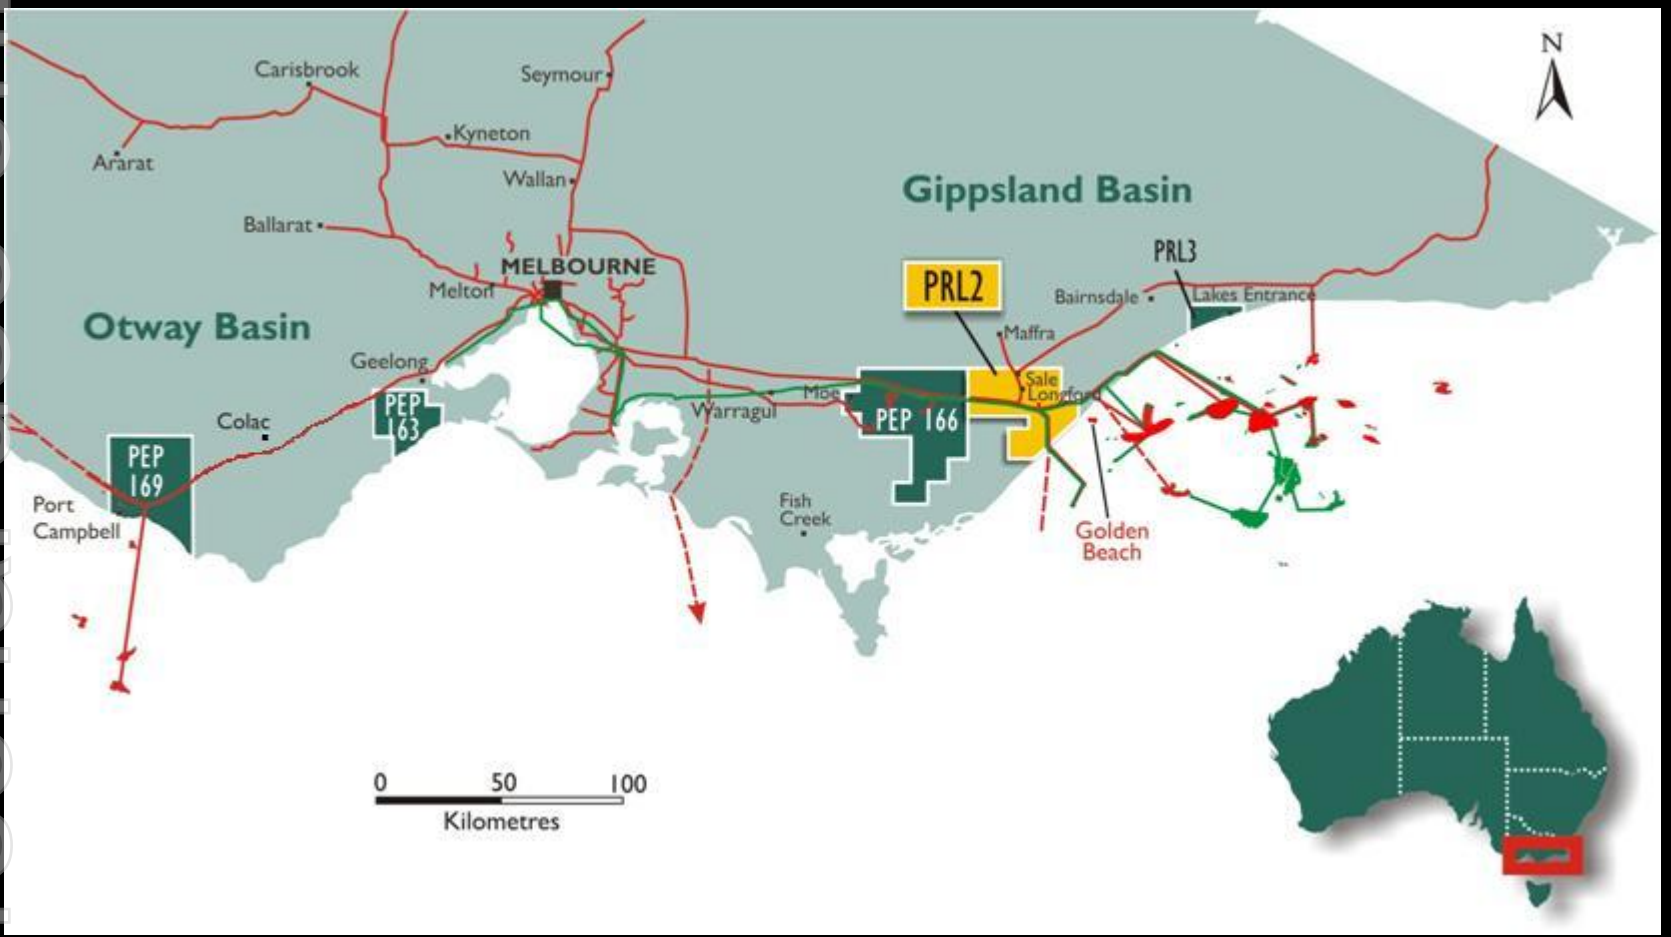 N
Carisbrook
Seymour
Kyneton
Ararat
Wallan
Gippsland Basin
Ballarat
PRL3
MELBOURNE
PRL2
Melton
Bairnsdale
Lakes Entrance
Otway Basin
Maffra
Geelong
Sale
Longford
Moe
PEP
163
Warragul
PEP 166
Colac
PEP
169
Port
Campbell
Fish
Creek
Golden
Beach
0 50 100
Kilometres